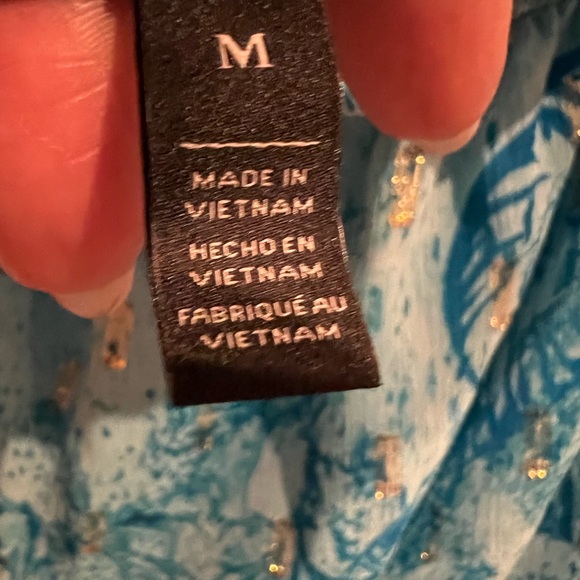 M
MADE IN
VIETNAM
HECHO EN
VIETNAM
FABRIQUÉ AU
VIETNAM